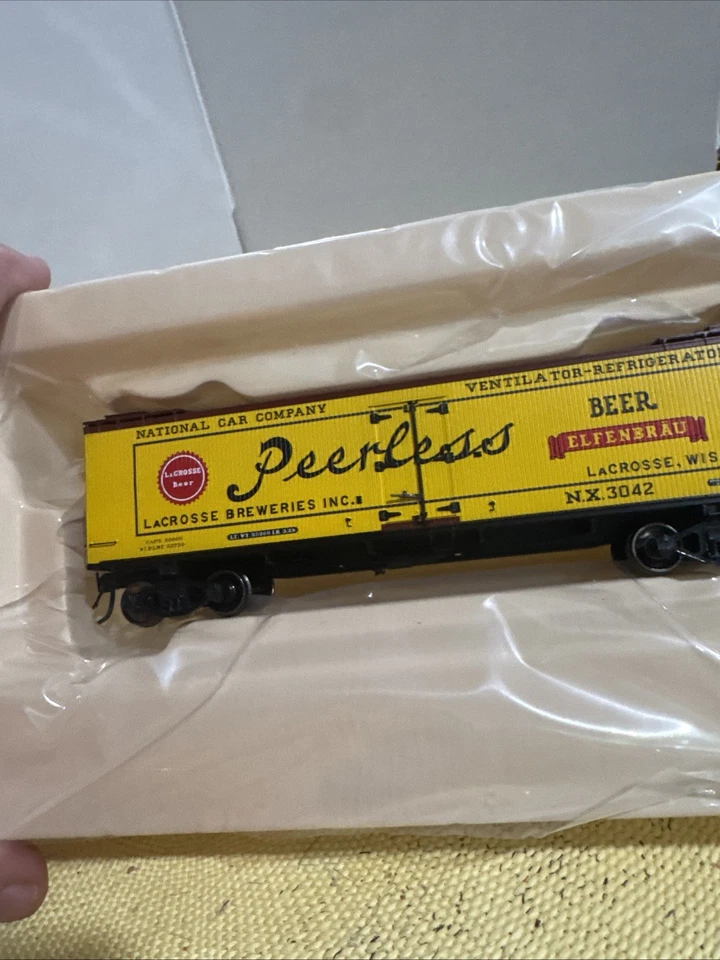 NATIONAL CAR COMPANY
VENTILATOR-REFRIGERATOR
LACROSSE
Beer
Peerless
BEER
ELFENBRAU
LACROSSE BREWERIES INC.
LACROSSE, WIS
N.X.3042